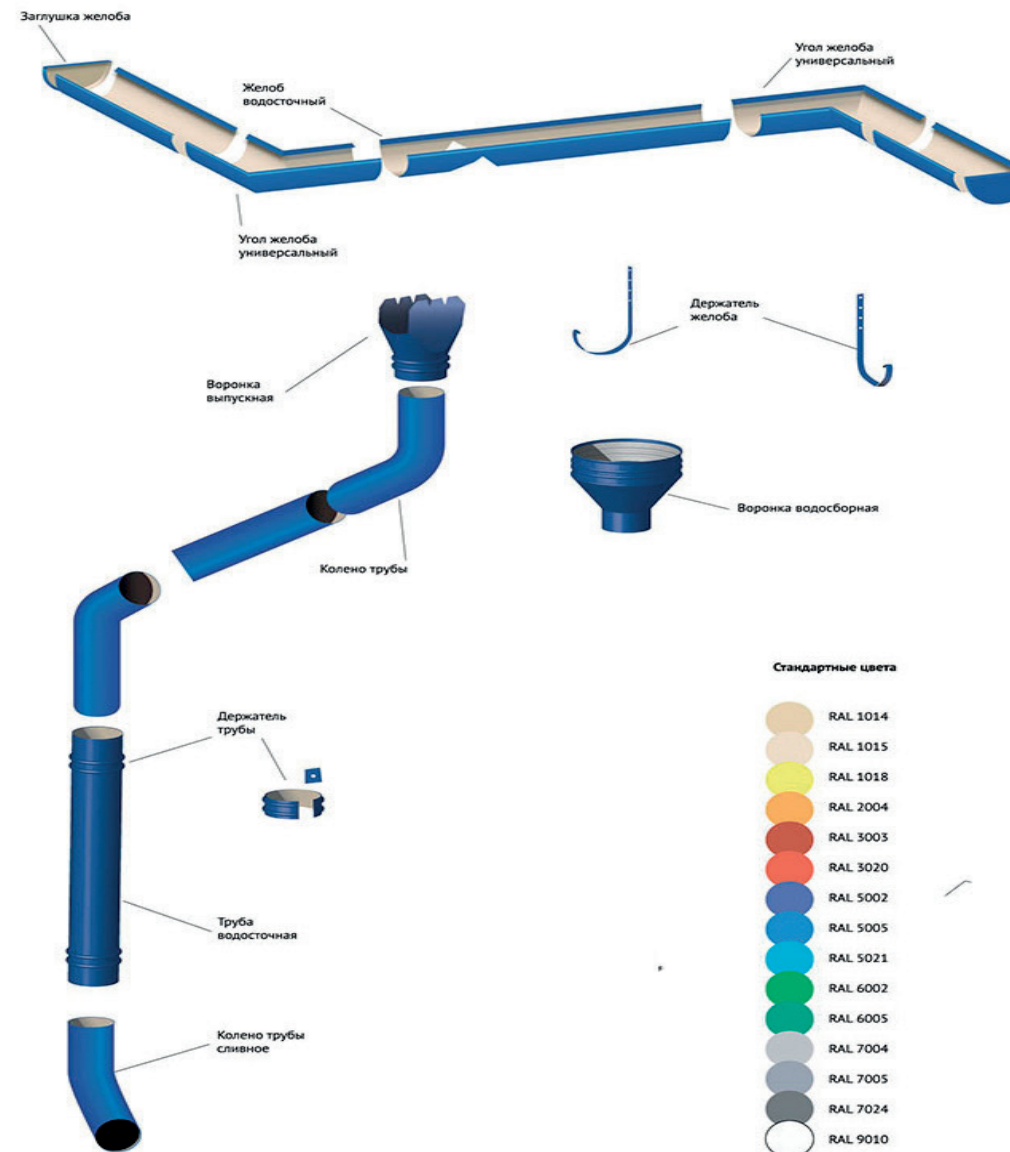 Заглушка желоба
Угол желоба
универсальный
Желоб
водосточный
Угол желоба
универсальный
Держатель
желоба
Воронка
выпускная
Воронка водосборная
Колено трубы
Стандартные цвета
Держатель
трубы
RAL 1014
RAL 1015
RAL 1018
RAL 2004
RAL 3003
RAL 3020
RAL 5002
Труба
водосточная
RAL 5005
RAL 5021
RAL 6002
RAL 6005
Колено трубы
сливное
RAL 7004
RAL 7005
RAL 7024
RAL 9010